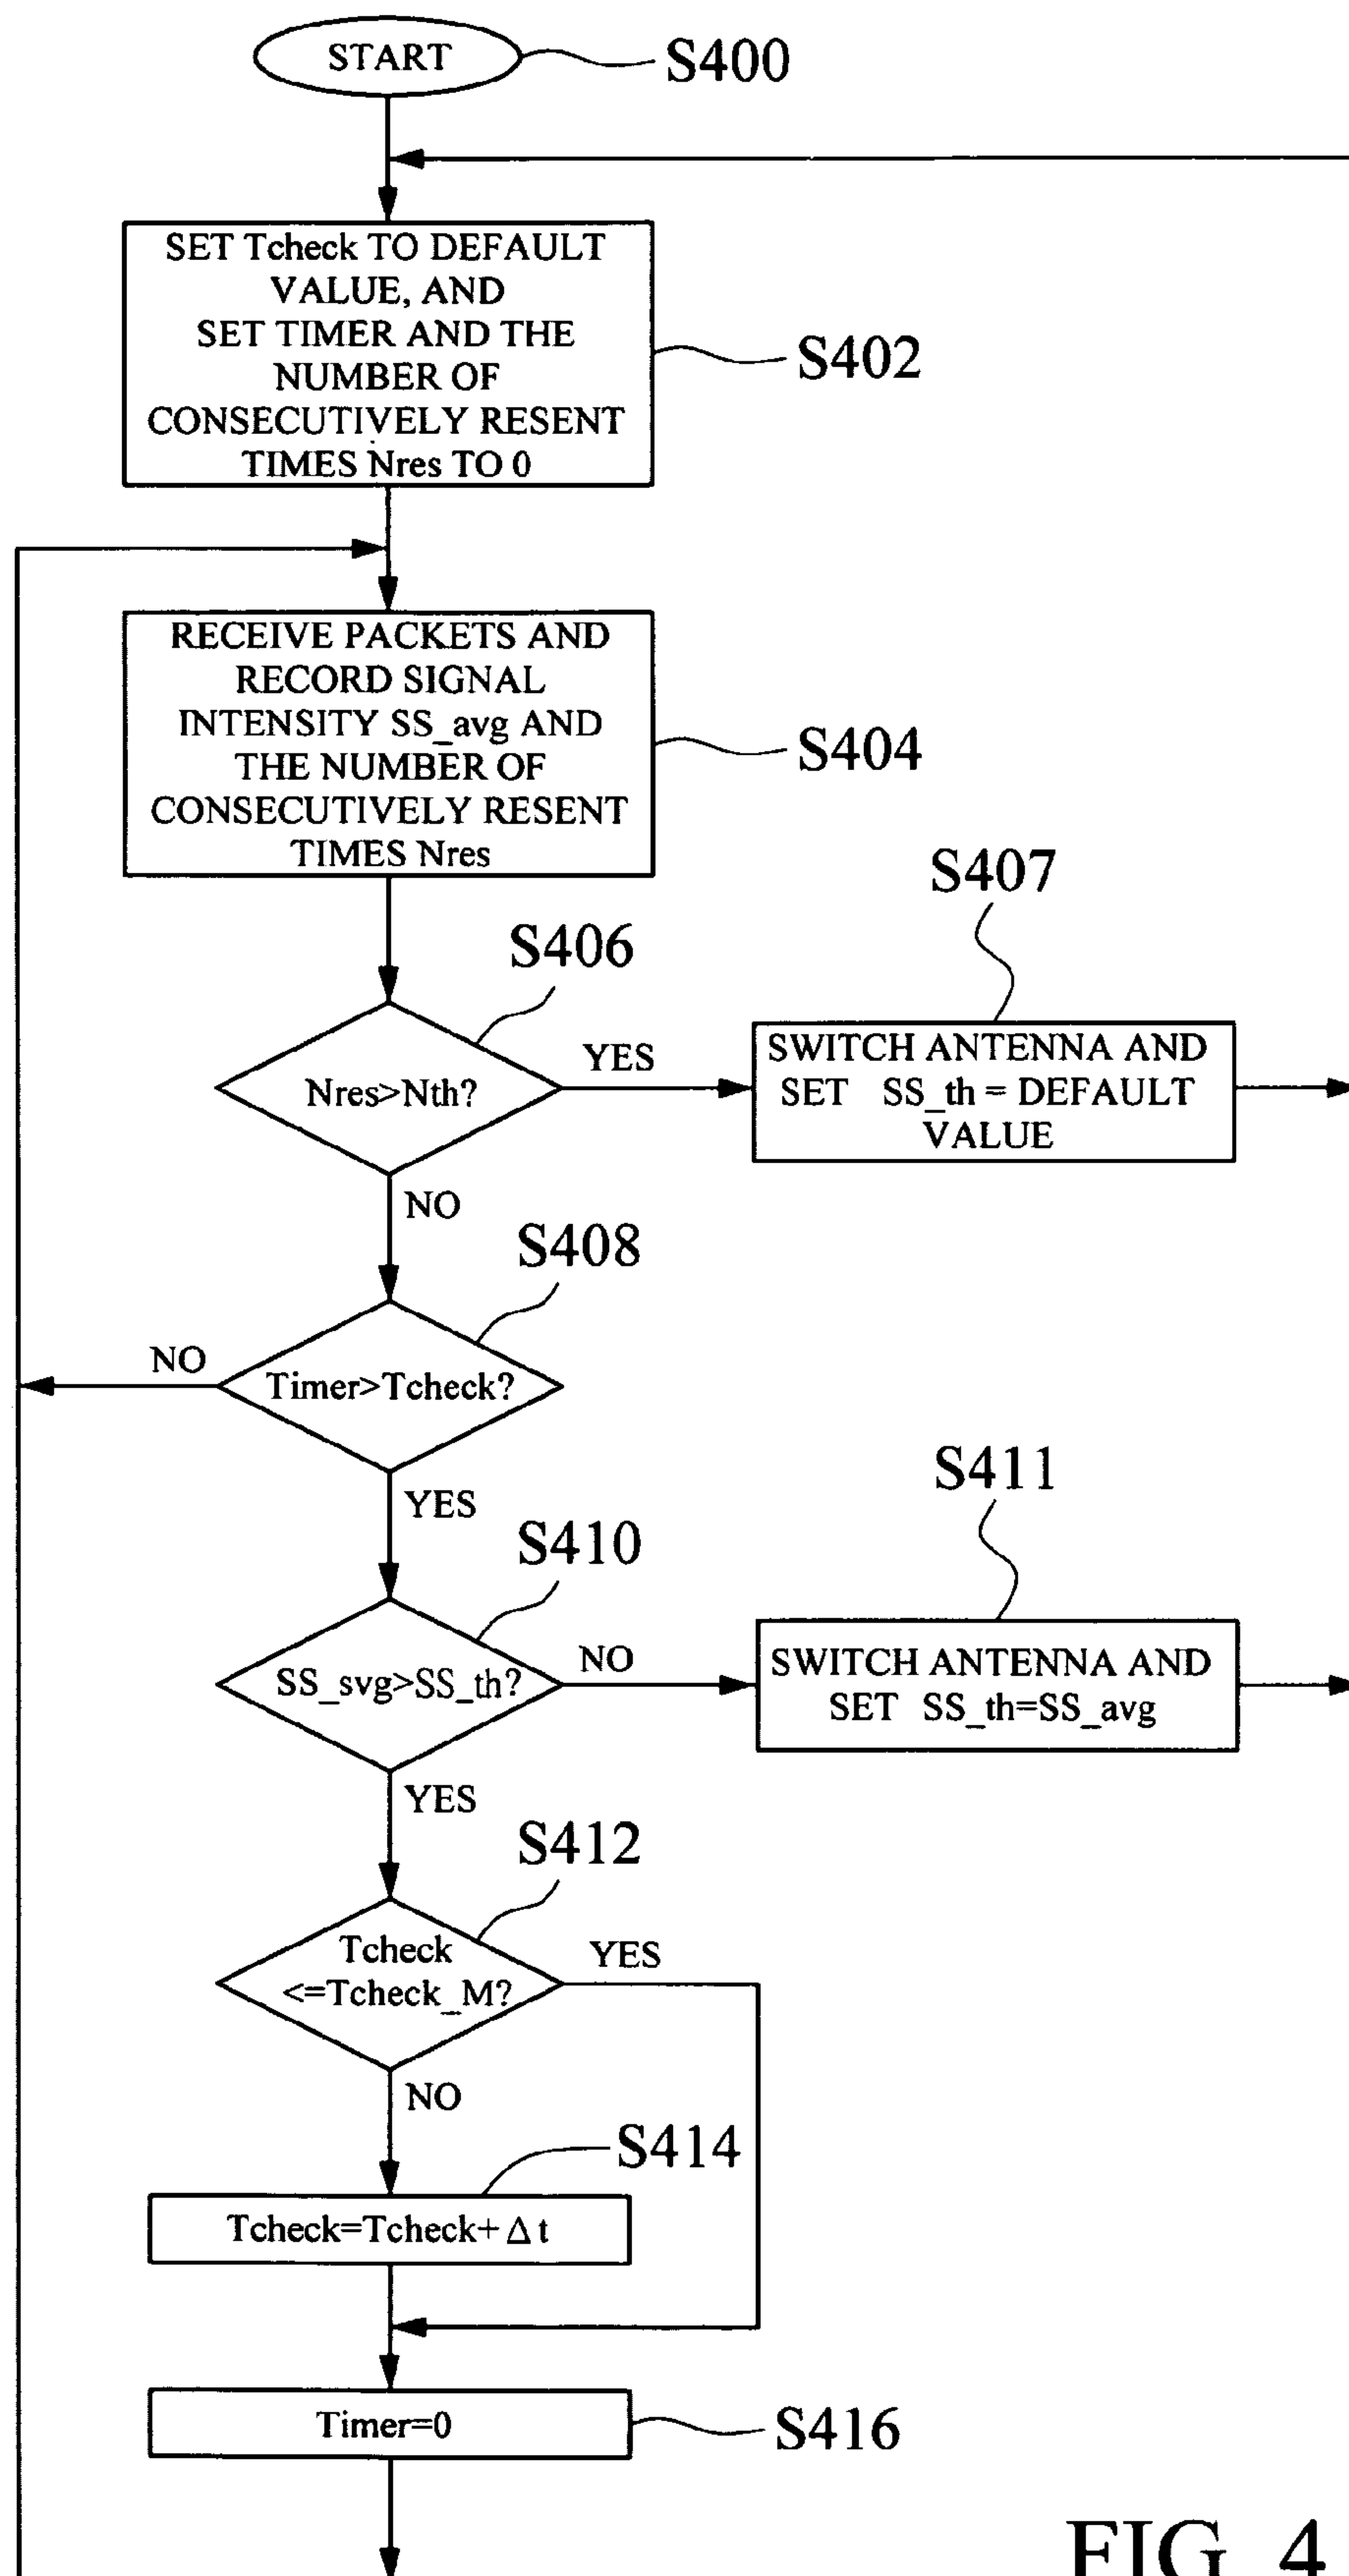 START
S400
SET Tcheck TO DEFAULT
VALUE, AND
SET TIMER AND THE
NUMBER OF
CONSECUTIVELY RESENT
TIMES Nres TO 0
S402
RECEIVE PACKETS AND
RECORD SIGNAL
INTENSITY SS_avg AND
THE NUMBER OF
CONSECUTIVELY RESENT
TIMES Nres
S404
S406
Nres>Nth?
YES
NO
S407
SWITCH ANTENNA AND
SET SS_th = DEFAULT
VALUE
S408
Timer>Tcheck?
NO
YES
S410
SS_svg>SS_th?
NO
YES
S411
SWITCH ANTENNA AND
SET SS_th=SS_avg
S412
Tcheck
<=Tcheck_M?
YES
NO
S414
Tcheck=Tcheck+ Δ t
Timer=0
S416
FIG. 4